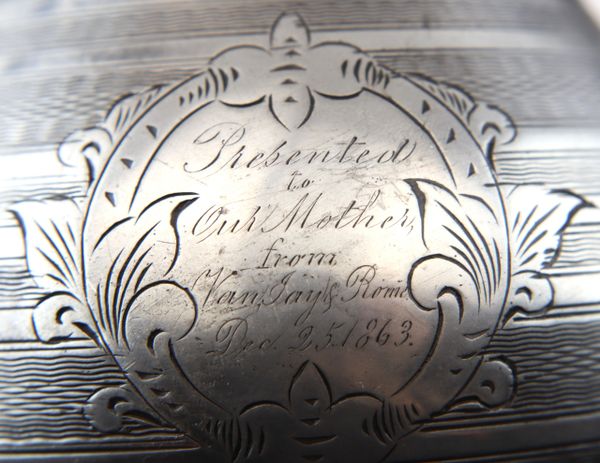 Presented
to
Our Mother,
from
Van, Jay & Rome
Dec. 25. 1863.